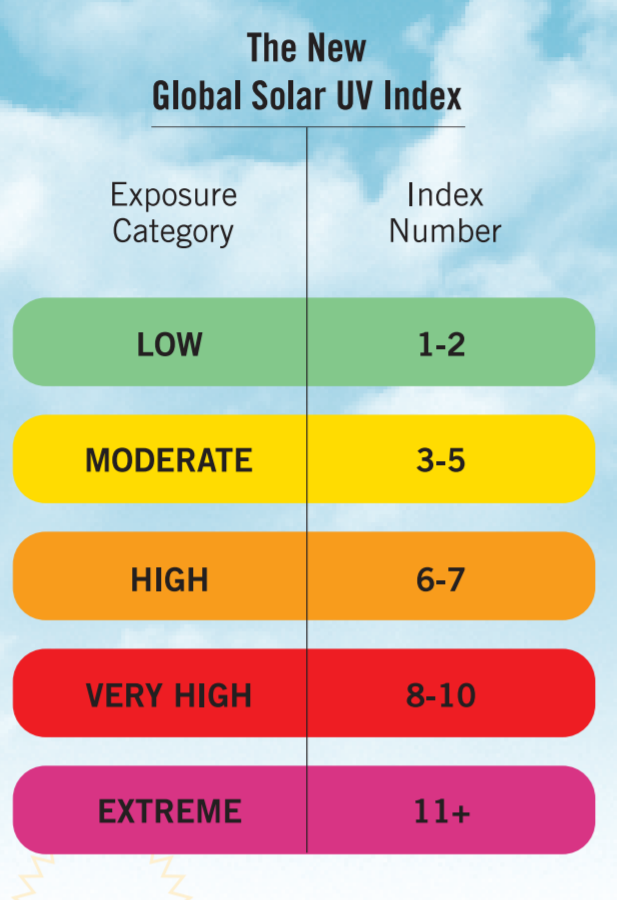 The New
Global Solar UV Index
Exposure
Category
Index
Number
LOW
1-2
MODERATE
3-5
HIGH
6-7
VERY HIGH
8-10
EXTREME
11+